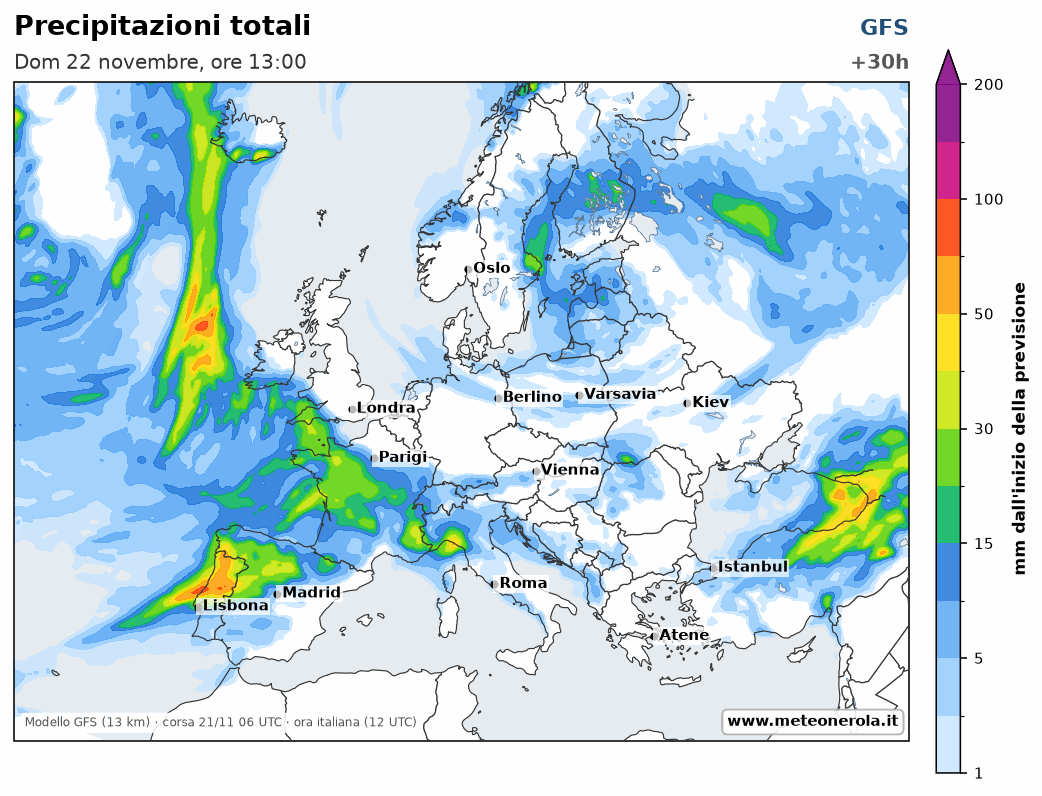 Precipitazioni totali
GFS
Dom 22 novembre, ore 13:00
+30h
200
100
50
30
15
5
1
mm dall'inizio della previsione
Oslo
Berlino
Varsavia
Kiev
Londra
Parigi
Vienna
Istanbul
Roma
Madrid
Lisbona
Atene
Modello GFS (13 km) · corsa 21/11 06 UTC · ora italiana (12 UTC)
www.meteonerola.it